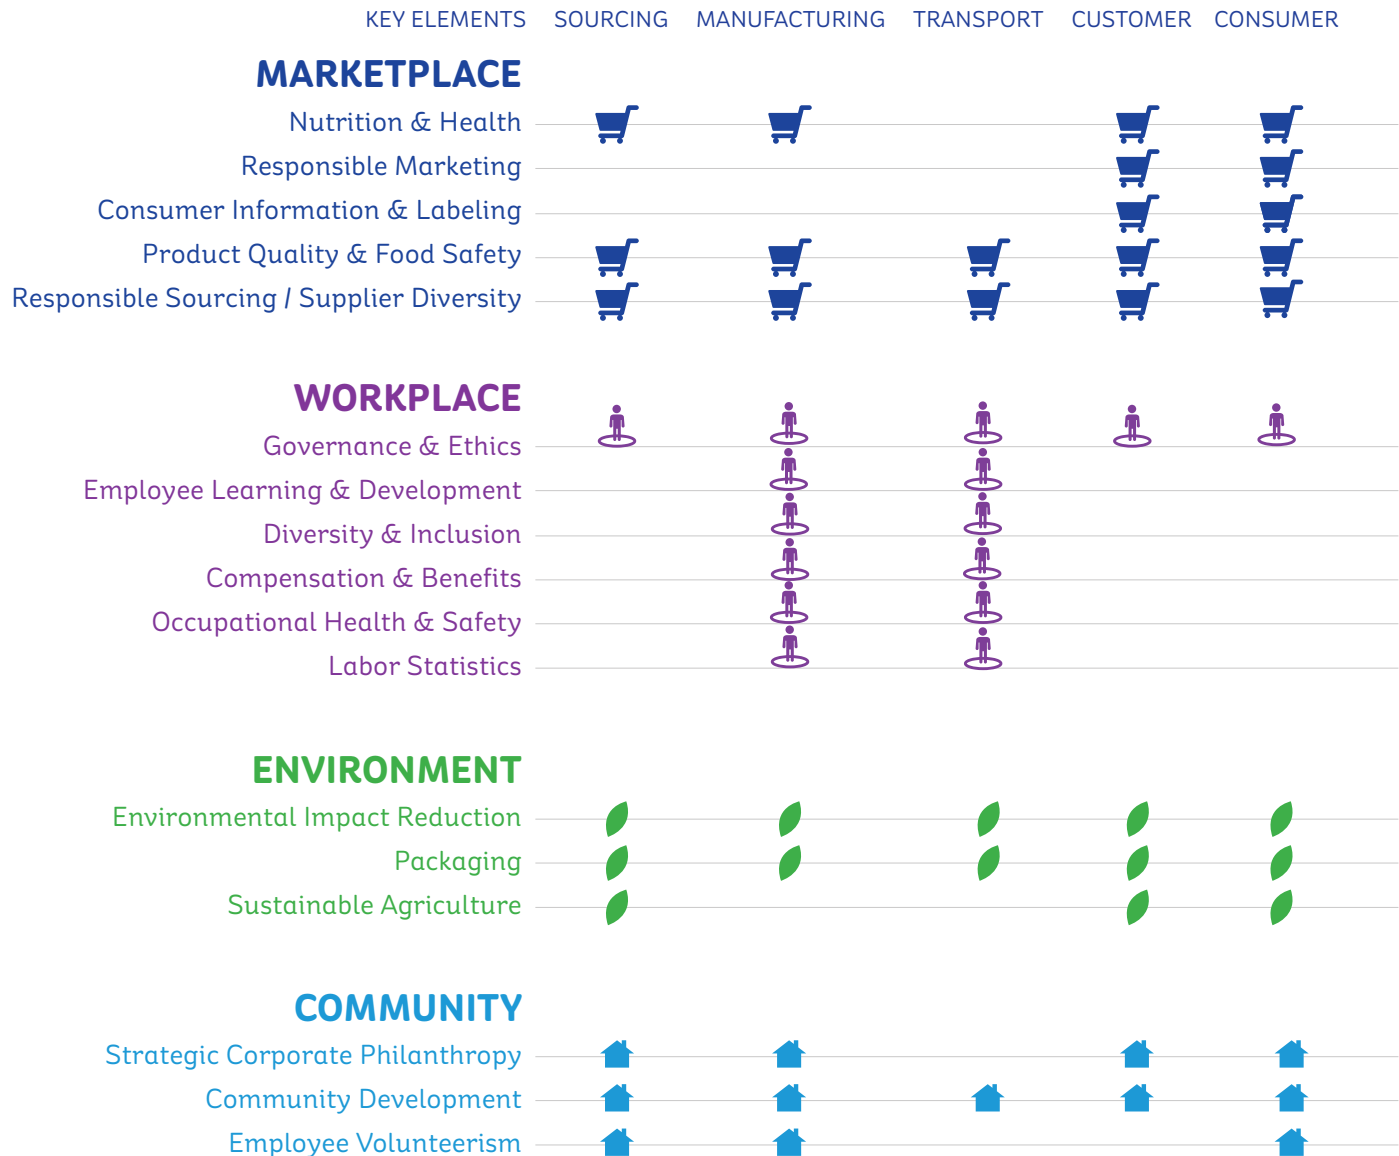 KEY ELEMENTS SOURCING MANUFACTURING TRANSPORT CUSTOMER CONSUMER
MARKETPLACE
Nutrition & Health
Responsible Marketing
Consumer Information & Labeling
Product Quality & Food Safety
Responsible Sourcing / Supplier Diversity
WORKPLACE
Governance & Ethics
Employee Learning & Development
Diversity & Inclusion
Compensation & Benefits
Occupational Health & Safety
Labor Statistics
ENVIRONMENT
Environmental Impact Reduction
Packaging
Sustainable Agriculture
COMMUNITY
Strategic Corporate Philanthropy
Community Development
Employee Volunteerism